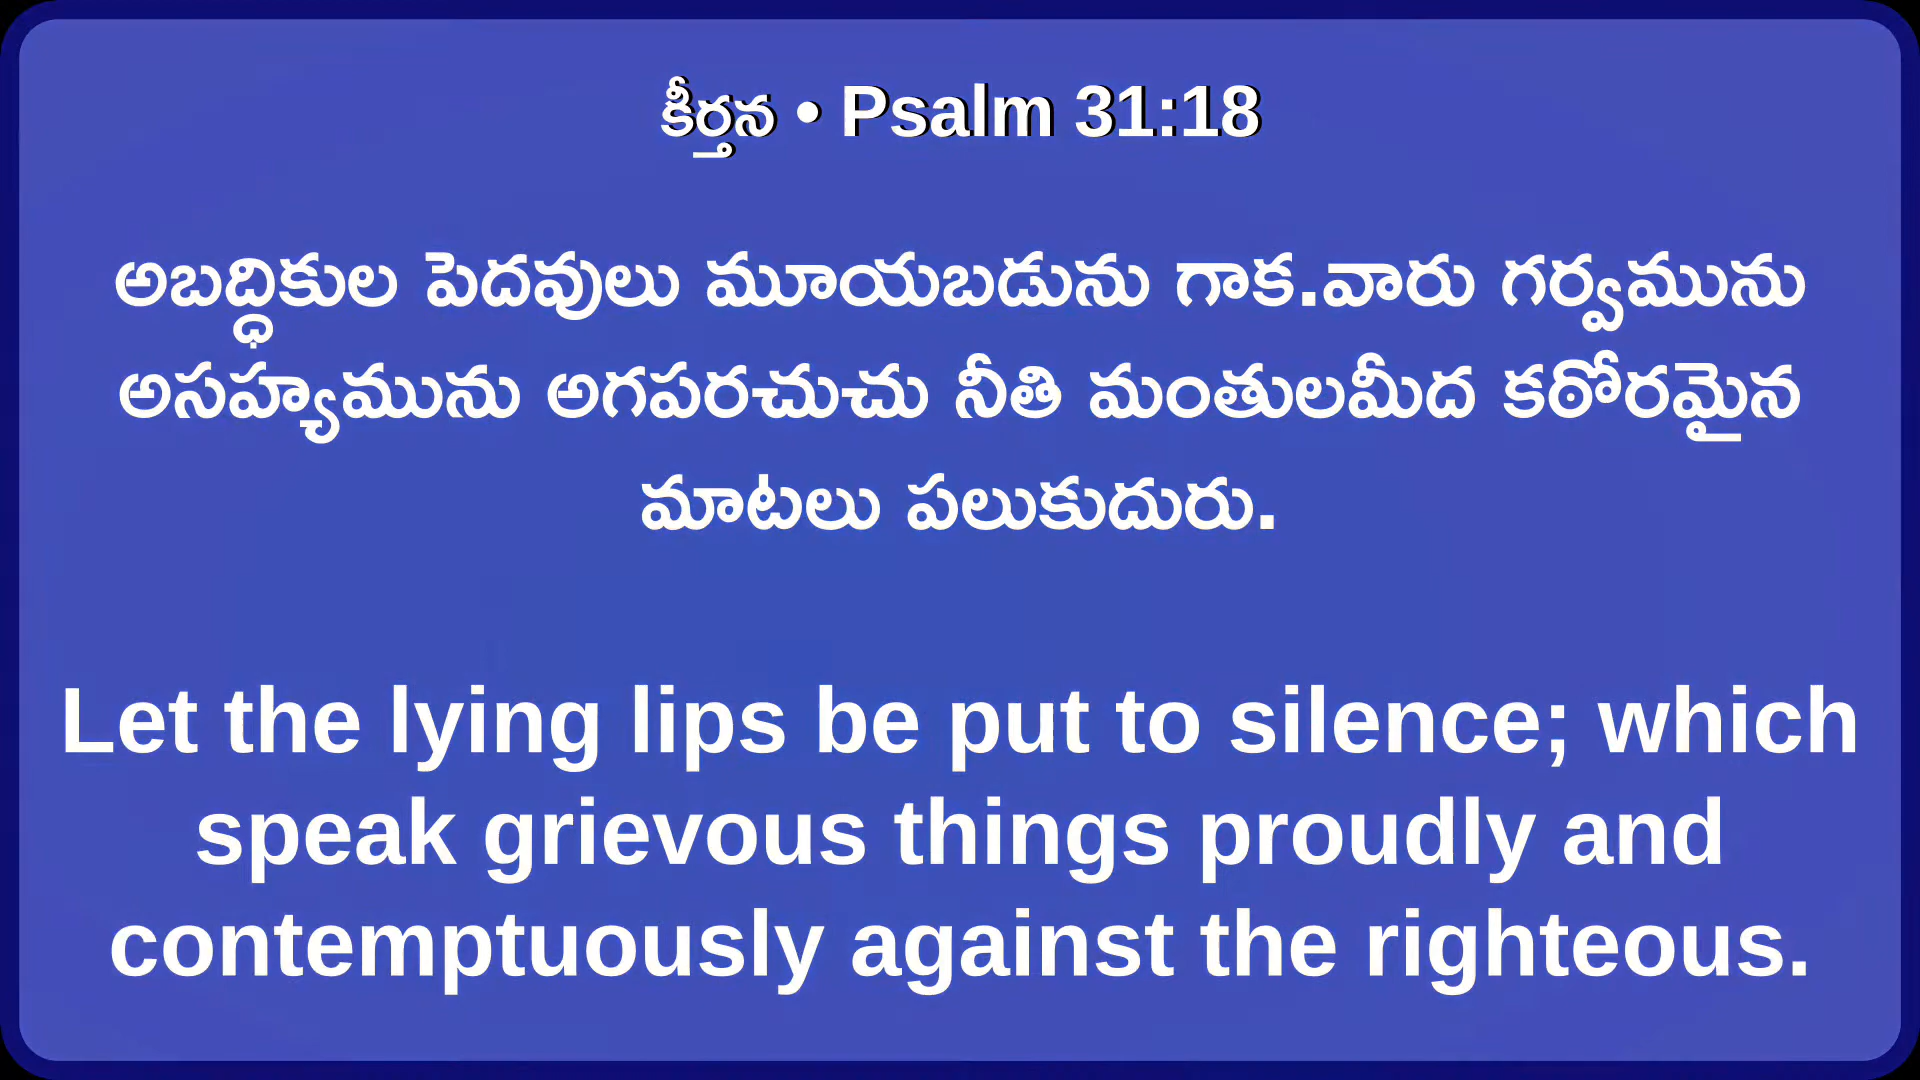 కీర్తన • Psalm 31:18
అబద్ధికుల పెదవులు మూయబడును గాక.వారు గర్వమును
అసహ్యమును అగపరచుచు నీతి మంతులమీద కఠోరమైన
మాటలు పలుకుదురు.
Let the lying lips be put to silence; which
speak grievous things proudly and
contemptuously against the righteous.